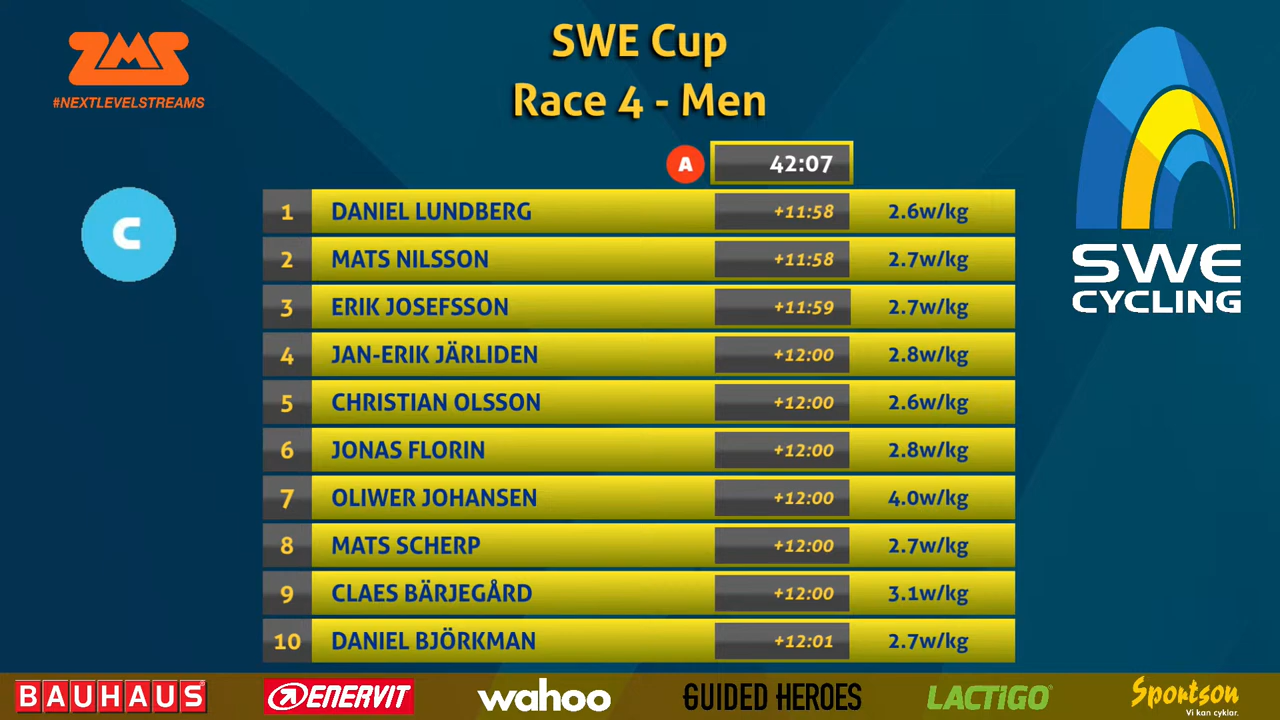 ZMS
#NEXTLEVELSTREAMS
SWE Cup
Race 4 - Men
A 42:07
C
1 DANIEL LUNDBERG +11:58 2.6w/kg
2 MATS NILSSON +11:58 2.7w/kg
3 ERIK JOSEFSSON +11:59 2.7w/kg
4 JAN-ERIK JÄRLIDEN +12:00 2.8w/kg
5 CHRISTIAN OLSSON +12:00 2.6w/kg
6 JONAS FLORIN +12:00 2.8w/kg
7 OLIWER JOHANSEN +12:00 4.0w/kg
8 MATS SCHERP +12:00 2.7w/kg
9 CLAES BÄRJEGÅRD +12:00 3.1w/kg
10 DANIEL BJÖRKMAN +12:01 2.7w/kg
SWE
CYCLING
BAUHAUS ENERVIT wahoo GUIDED HEROES LACTIGO Sportson
Vi kan cyklar.